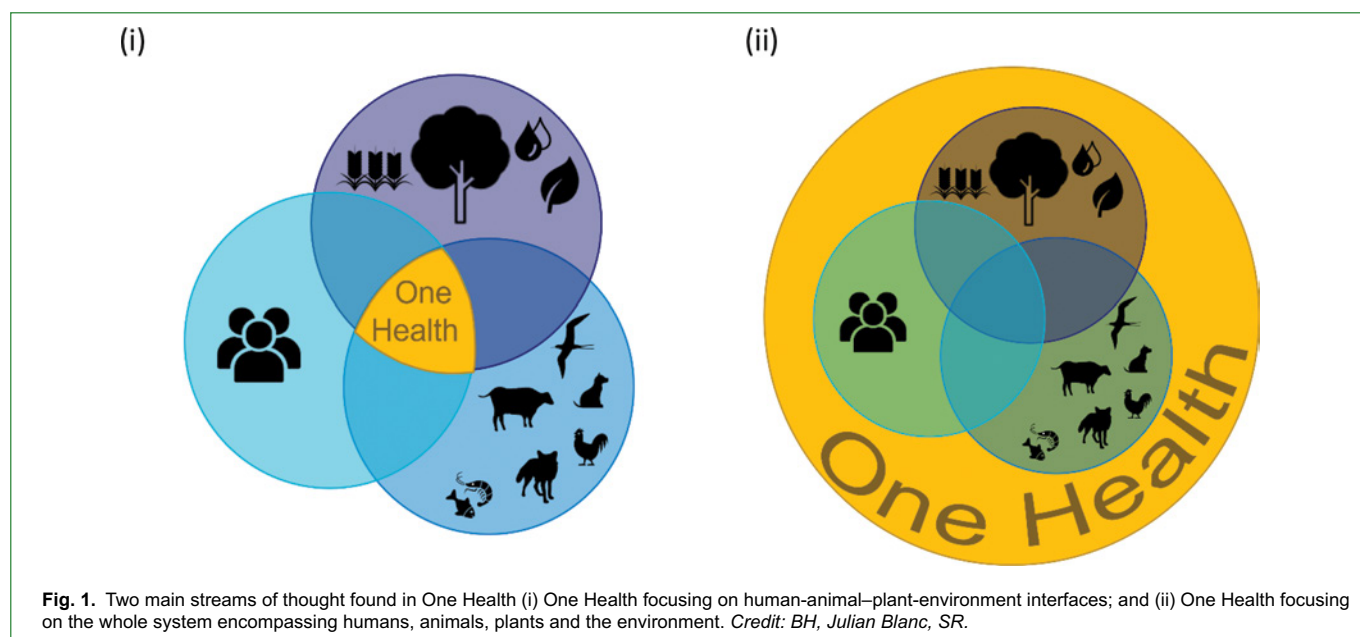 (i)
(ii)
One
Health
One Health
Fig. 1. Two main streams of thought found in One Health (i) One Health focusing on human-animal–plant-environment interfaces; and (ii) One Health focusing
on the whole system encompassing humans, animals, plants and the environment. Credit: BH, Julian Blanc, SR.